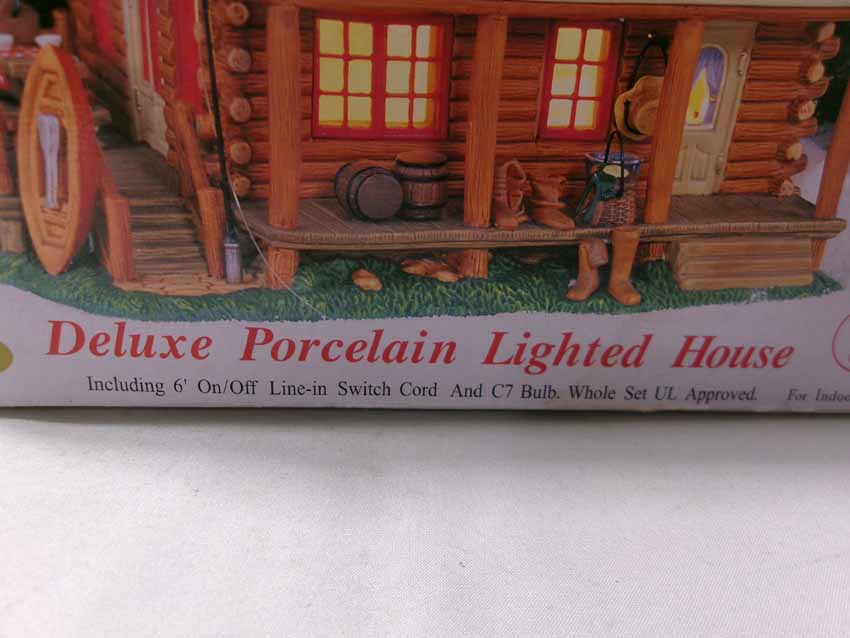 Deluxe Porcelain Lighted House
Including 6' On/Off Line-in Switch Cord And C7 Bulb. Whole Set UL Approved. For